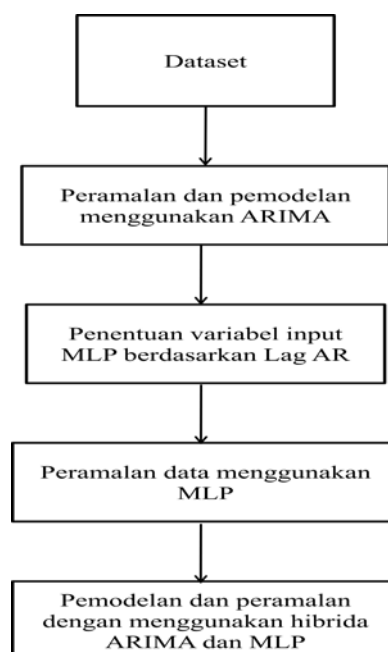 Dataset
Peramalan dan pemodelan
menggunakan ARIMA
Penentuan variabel input
MLP berdasarkan Lag AR
Peramalan data menggunakan
MLP
Pemodelan dan peramalan
dengan menggunakan hibrida
ARIMA dan MLP